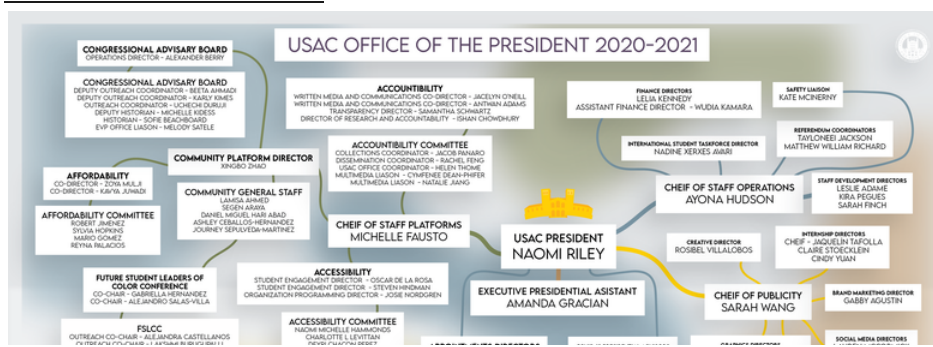 USAC OFFICE OF THE PRESIDENT 2020-2021
CONGRESSIONAL ADVISORY BOARD
OPERATIONS DIRECTOR - ALEXANDER BERRY
CONGRESSIONAL ADVISORY BOARD
DEPUTY OUTREACH COORDINATOR - BEETA AHMADI
DEPUTY OUTREACH COORDINATOR - KARLY KIMES
OUTREACH COORDINATOR - UCHECHI DURUJI
DEPUTY HISTORIAN - MICHELLE KIDESS
HISTORIAN - SOFIE BEACHBOARD
EVP OFFICE LIASON - MELODY SATELE
COMMUNITY PLATFORM DIRECTOR
XINGBO ZHAO
AFFORDABILITY
CO-DIRECTOR - ZOYA MULJI
CO-DIRECTOR - KAVYA JUWADI
AFFORDABILITY COMMITTEE
ROBERT JIMENEZ
SYLVIA HOPKINS
MARIO GOMEZ
REYNA PALACIOS
COMMUNITY GENERAL STAFF
LAMISA AHMED
SEGEN ARAYA
DANIEL MIGUEL HARI ABAD
ASHLEY CEBALLOS-HERNANDEZ
JOURNEY SEPULVEDA-MARTINEZ
FUTURE STUDENT LEADERS OF
COLOR CONFERENCE
CO-CHAIR - GABRIELLA HERNANDEZ
CO-CHAIR - ALEJANDRO SALAS-VILLA
FSLCC
OUTREACH CO-CHAIR - ALEJANDRA CASTELLANOS
ACCOUNTIBILITY
WRITTEN MEDIA AND COMMUNICATIONS CO-DIRECTOR - JACELYN O'NEILL
WRITTEN MEDIA AND COMMUNICATIONS CO-DIRECTOR - ANTWAN ADAMS
TRANSPARENCY DIRECTOR - SAMANTHA SCHWARTZ
DIRECTOR OF RESEARCH AND ACCOUNTABILITY - ISHAN CHOWDHURY
ACCOUNTABILITY COMMITTEE
COLLECTIONS COORDINATOR - JACOB PANARO
DISSEMINATION COORDINATOR - RACHEL FENG
USAC OFFICE COORDINATOR - HELEN THOME
MULTIMEDIA LIAISON - CYMFENEE DEAN-PHIFER
MULTIMEDIA LIAISON - NATALIE JIANG
CHEIF OF STAFF PLATFORMS
MICHELLE FAUSTO
ACCESSIBILITY
STUDENT ENGAGEMENT DIRECTOR - OSCAR DE LA ROSA
STUDENT ENGAGEMENT DIRECTOR - STEVEN HINDMAN
ORGANIZATION PROGRAMMING DIRECTOR - JOSIE NORDGREN
ACCESSIBILITY COMMITTEE
NAOMI MICHELLE HAMMONDS
CHARLOTTE L LEVITTAN
USAC PRESIDENT
NAOMI RILEY
EXECUTIVE PRESIDENTIAL ASISTANT
AMANDA GRACIAN
FINANCE DIRECTORS
LELIA KENNEDY
ASSISTANT FINANCE DIRECTOR - WUDIA KAMARA
SAFETY LIAISON
KATE MCINERNY
INTERNATIONAL STUDENT TASKFORCE DIRECTOR
NADINE XERXES AVARI
REFERENDUM COORDINATORS
TAYLONEEI JACKSON
MATTHEW WILLIAM RICHARD
CHEIF OF STAFF OPERATIONS
AYONA HUDSON
STAFF DEVELOPMENT DIRECTORS
LESLIE ADAME
KIRA PEGUES
SARAH FINCH
CREATIVE DIRECTOR
ROSIBEL VILLALOBOS
INTERNSHIP DIRECTORS
CHEIF - JAQUELIN TAFOLLA
CLAIRE STOECKLEIN
CINDY YUAN
CHEIF OF PUBLICITY
SARAH WANG
BRAND MARKETING DIRECTOR
GABBY AGUSTIN
SOCIAL MEDIA DIRECTORS